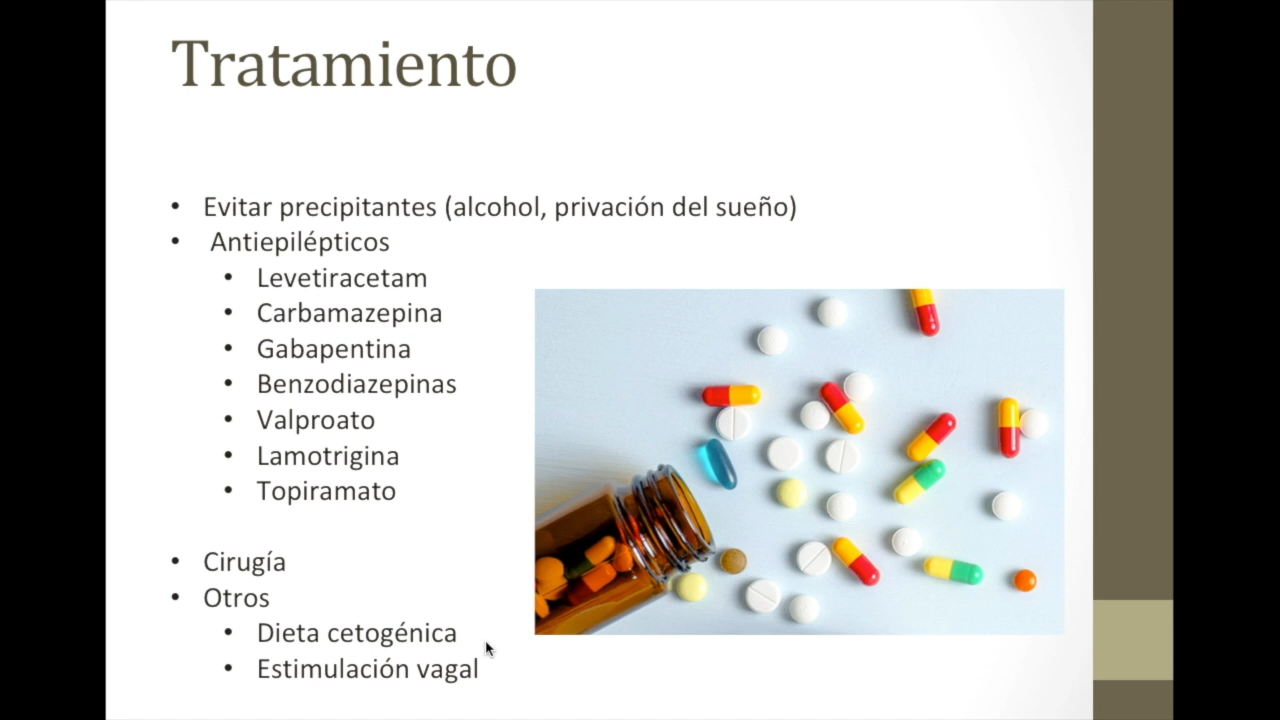 Tratamiento
• Evitar precipitantes (alcohol, privación del sueño)
• Antiepilépticos
• Levetiracetam
• Carbamazepina
• Gabapentina
• Benzodiazepinas
• Valproato
• Lamotrigina
• Topiramato
• Cirugía
• Otros
• Dieta cetogénica
• Estimulación vagal